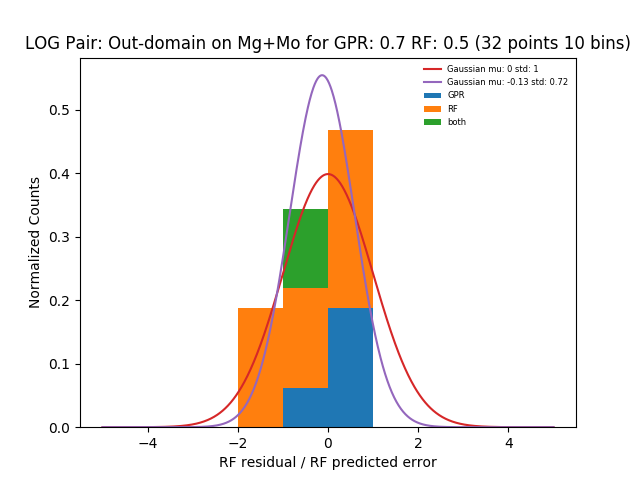 LOG Pair: Out-domain on Mg+Mo for GPR: 0.7 RF: 0.5 (32 points 10 bins)
Gaussian mu: 0 std: 1
Gaussian mu: -0.13 std: 0.72
GPR
RF
both
Normalized Counts
0.5
0.4
0.3
0.2
0.1
0.0
−4 −2 0 2 4
RF residual / RF predicted error